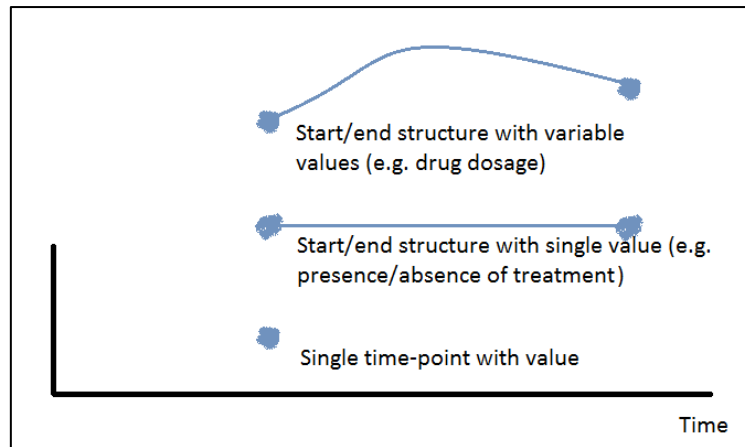 Start/end structure with variable
values (e.g. drug dosage)
Start/end structure with single value (e.g.
presence/absence of treatment)
Single time-point with value
Time